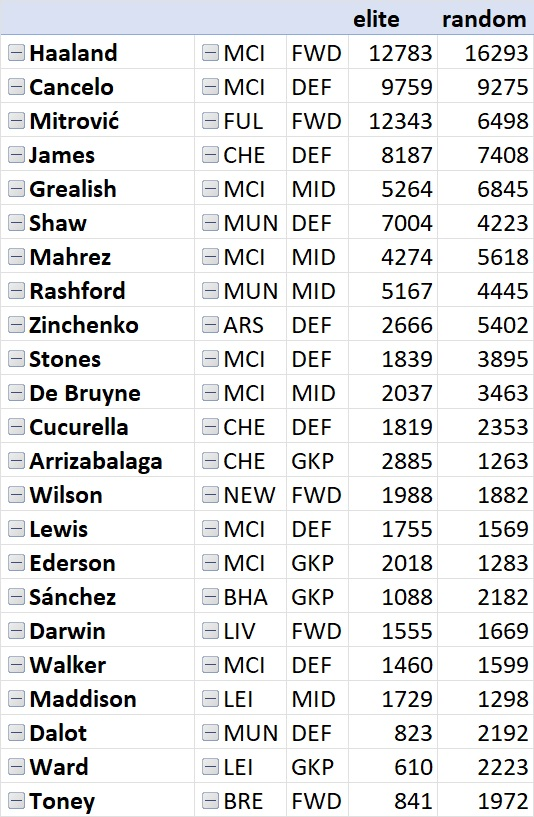 elite random
Haaland MCI FWD 12783 16293
Cancelo MCI DEF 9759 9275
Mitrović FUL FWD 12343 6498
James CHE DEF 8187 7408
Grealish MCI MID 5264 6845
Shaw MUN DEF 7004 4223
Mahrez MCI MID 4274 5618
Rashford MUN MID 5167 4445
Zinchenko ARS DEF 2666 5402
Stones MCI DEF 1839 3895
De Bruyne MCI MID 2037 3463
Cucurella CHE DEF 1819 2353
Arrizabalaga CHE GKP 2885 1263
Wilson NEW FWD 1988 1882
Lewis MCI DEF 1755 1569
Ederson MCI GKP 2018 1283
Sánchez BHA GKP 1088 2182
Darwin LIV FWD 1555 1669
Walker MCI DEF 1460 1599
Maddison LEI MID 1729 1298
Dalot MUN DEF 823 2192
Ward LEI GKP 610 2223
Toney BRE FWD 841 1972